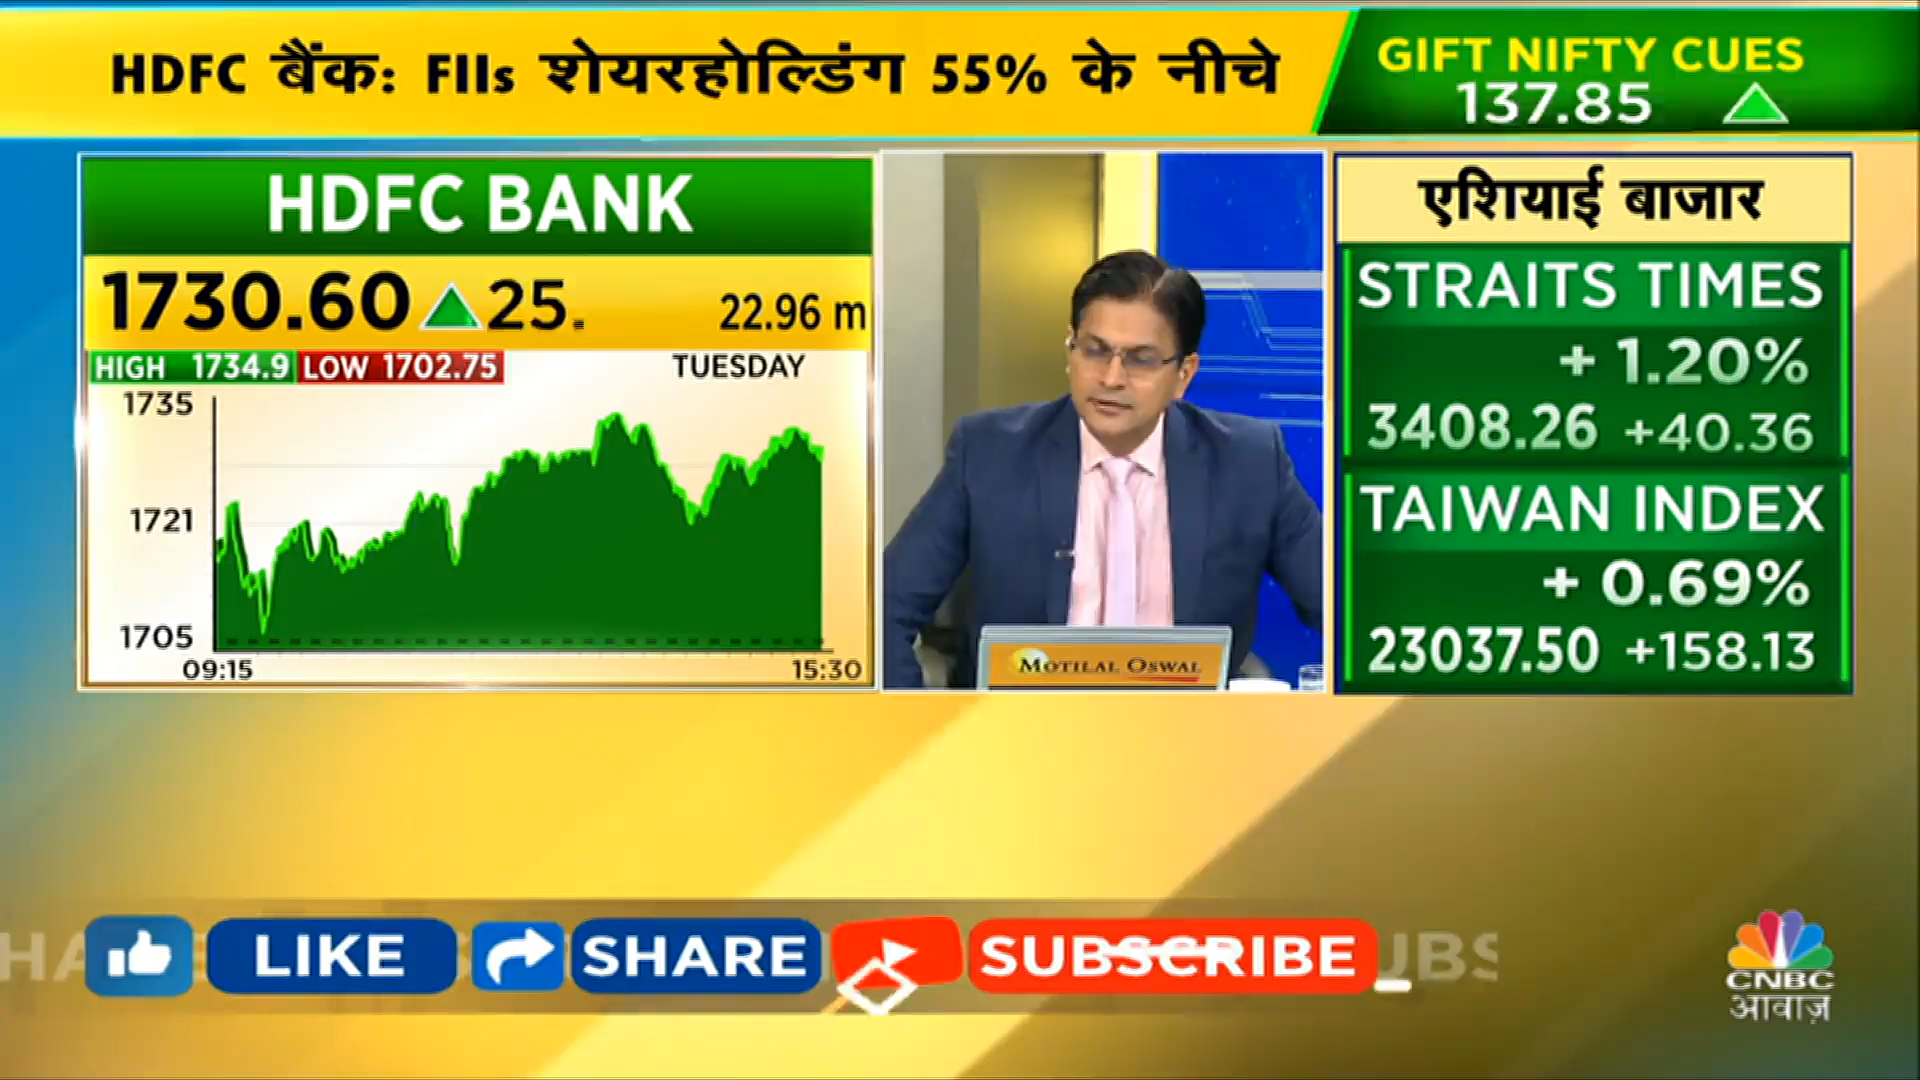 HDFC बैंक: FIIs शेयरहोल्डिंग 55% के नीचे
GIFT NIFTY CUES
137.85
HDFC BANK
1730.60 25.
22.96 m
HIGH 1734.9 LOW 1702.75
TUESDAY
1735
1721
1705
09:15
15:30
MOTILAL OSWAL
एशियाई बाजार
STRAITS TIMES
+ 1.20%
3408.26 +40.36
TAIWAN INDEX
+ 0.69%
23037.50 +158.13
LIKE
SHARE
SUBSCRIBE
UBS
CNBC
आवाज़